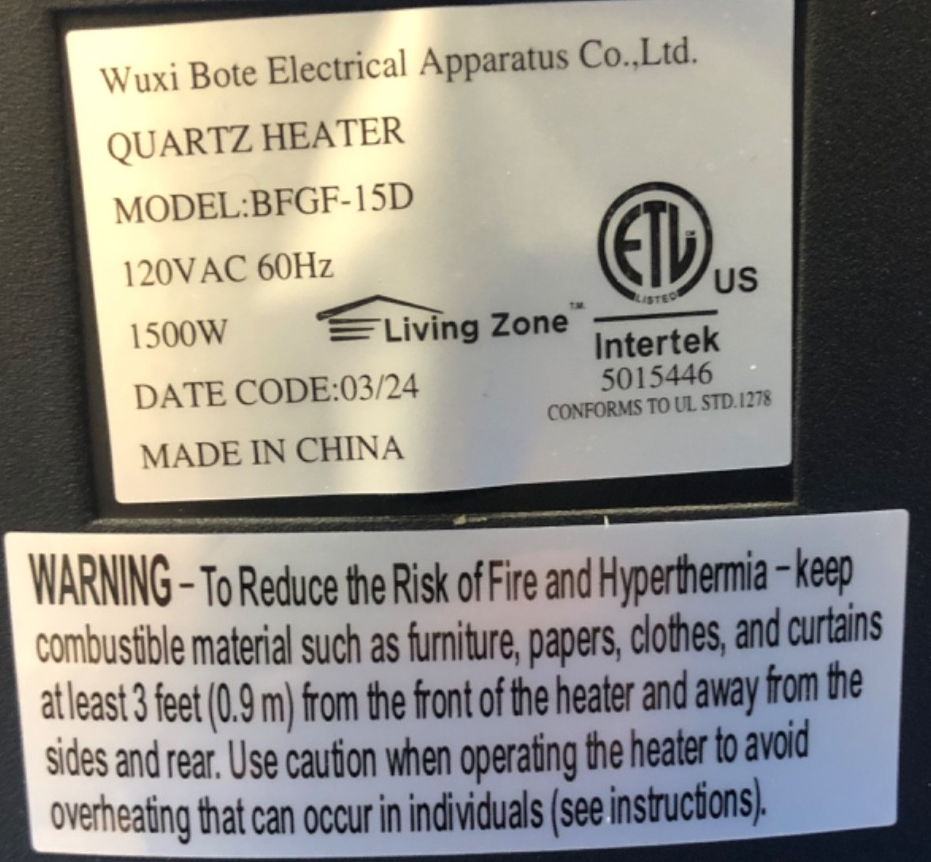 Wuxi Bote Electrical Apparatus Co.,Ltd.
QUARTZ HEATER
MODEL:BFGF-15D
120VAC 60Hz
1500W
Living Zone™
DATE CODE:03/24
MADE IN CHINA
ETL CM
LISTED
US
Intertek
5015446
CONFORMS TO UL STD.1278
WARNING – To Reduce the Risk of Fire and Hyperthermia – keep
combustible material such as furniture, papers, clothes, and curtains
at least 3 feet (0.9 m) from the front of the heater and away from the
sides and rear. Use caution when operating the heater to avoid
overheating that can occur in individuals (see instructions).